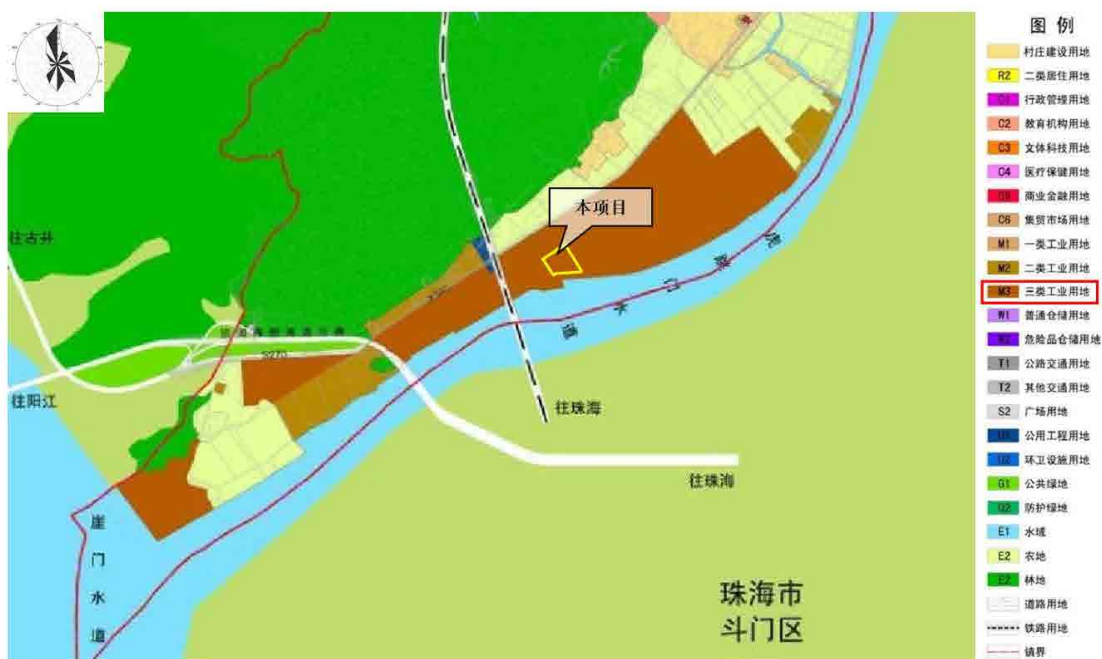 本项目
往古井
S270
往阳江
往珠海
往珠海
虎跳门水道
崖门水道
珠海市
斗门区
图例
村庄建设用地
R2 二类居住用地
C1 行政管理用地
C2 教育机构用地
C3 文体科技用地
C4 医疗保健用地
商业金融用地
C6 集贸市场用地
M1 一类工业用地
M2 二类工业用地
M3 三类工业用地
W1 普通仓储用地
W2 危险品仓储用地
T1 公路交通用地
T2 其他交通用地
S2 广场用地
公用工程用地
环卫设施用地
G1 公共绿地
防护绿地
E1 水域
E2 农地
E2 林地
道路用地
铁路用地
镇界